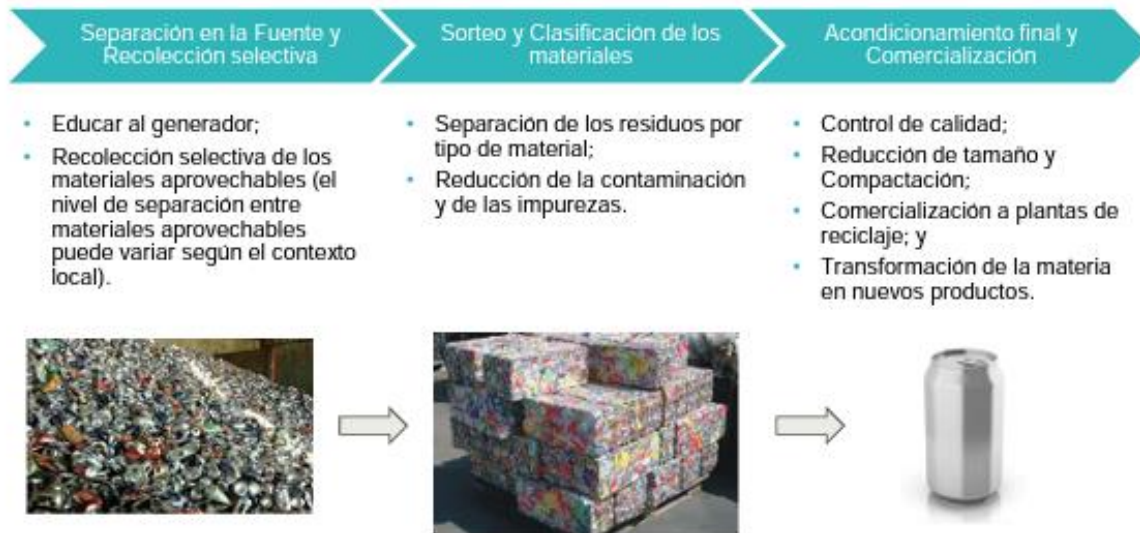 Separación en la Fuente y
Recolección selectiva
Sorteo y Clasificación de los
materiales
Acondicionamiento final y
Comercialización
• Educar al generador;
• Recolección selectiva de los
materiales aprovechables (el
nivel de separación entre
materiales aprovechables
puede variar según el contexto
local).
• Separación de los residuos por
tipo de material;
• Reducción de la contaminación
y de las impurezas.
• Control de calidad;
• Reducción de tamaño y
Compactación;
• Comercialización a plantas de
reciclaje; y
• Transformación de la materia
en nuevos productos.